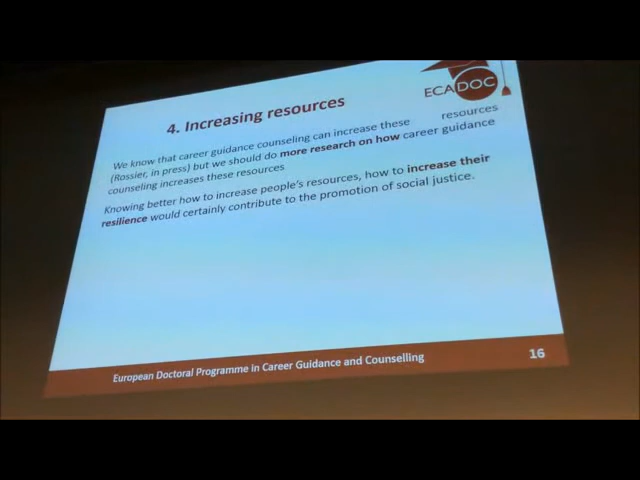 ECADOC
4. Increasing resources
We know that career guidance counseling can increase these resources
(Rossier, in press) but we should do more research on how career guidance
counseling increases these resources
Knowing better how to increase people's resources, how to increase their
resilience would certainly contribute to the promotion of social justice.
European Doctoral Programme in Career Guidance and Counselling
16